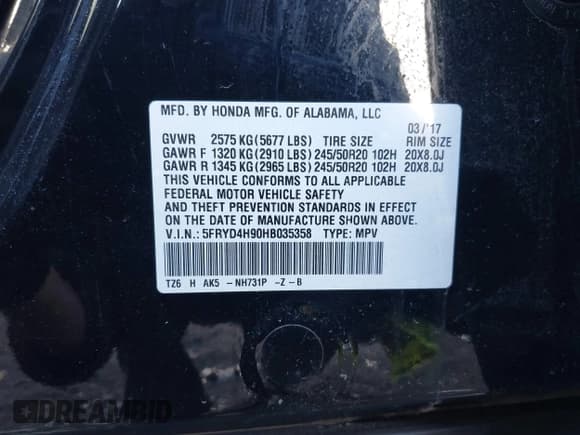 MFD. BY HONDA MFG. OF ALABAMA, LLC
03/'17
GVWR 2575 KG(5677 LBS) TIRE SIZE RIM SIZE
GAWR F 1320 KG(2910 LBS) 245/50R20 102H 20X8.0J
GAWR R 1345 KG(2965 LBS) 245/50R20 102H 20X8.0J
THIS VEHICLE CONFORMS TO ALL APPLICABLE
FEDERAL MOTOR VEHICLE SAFETY
AND THEFT PREVENTION STANDARDS IN EFFECT
ON THE DATE OF MANUFACTURE SHOWN ABOVE.
V.I.N.: 5FRYD4H90HB035358 TYPE: MPV
TZ6 H AK5 -NH731P -Z-B
DREAMBID